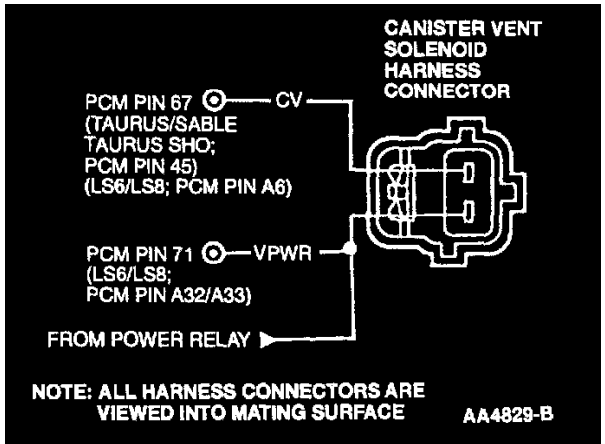 CANISTER VENT
SOLENOID
HARNESS
CONNECTOR
PCM PIN 67
CV
(TAURUS/SABLE
TAURUS SHO;
PCM PIN 45)
(LS6/LS8; PCM PIN A6)
PCM PIN 71
VPWR
(LS6/LS8;
PCM PIN A32/A33)
FROM POWER RELAY
NOTE: ALL HARNESS CONNECTORS ARE
VIEWED INTO MATING SURFACE
AA4829-B